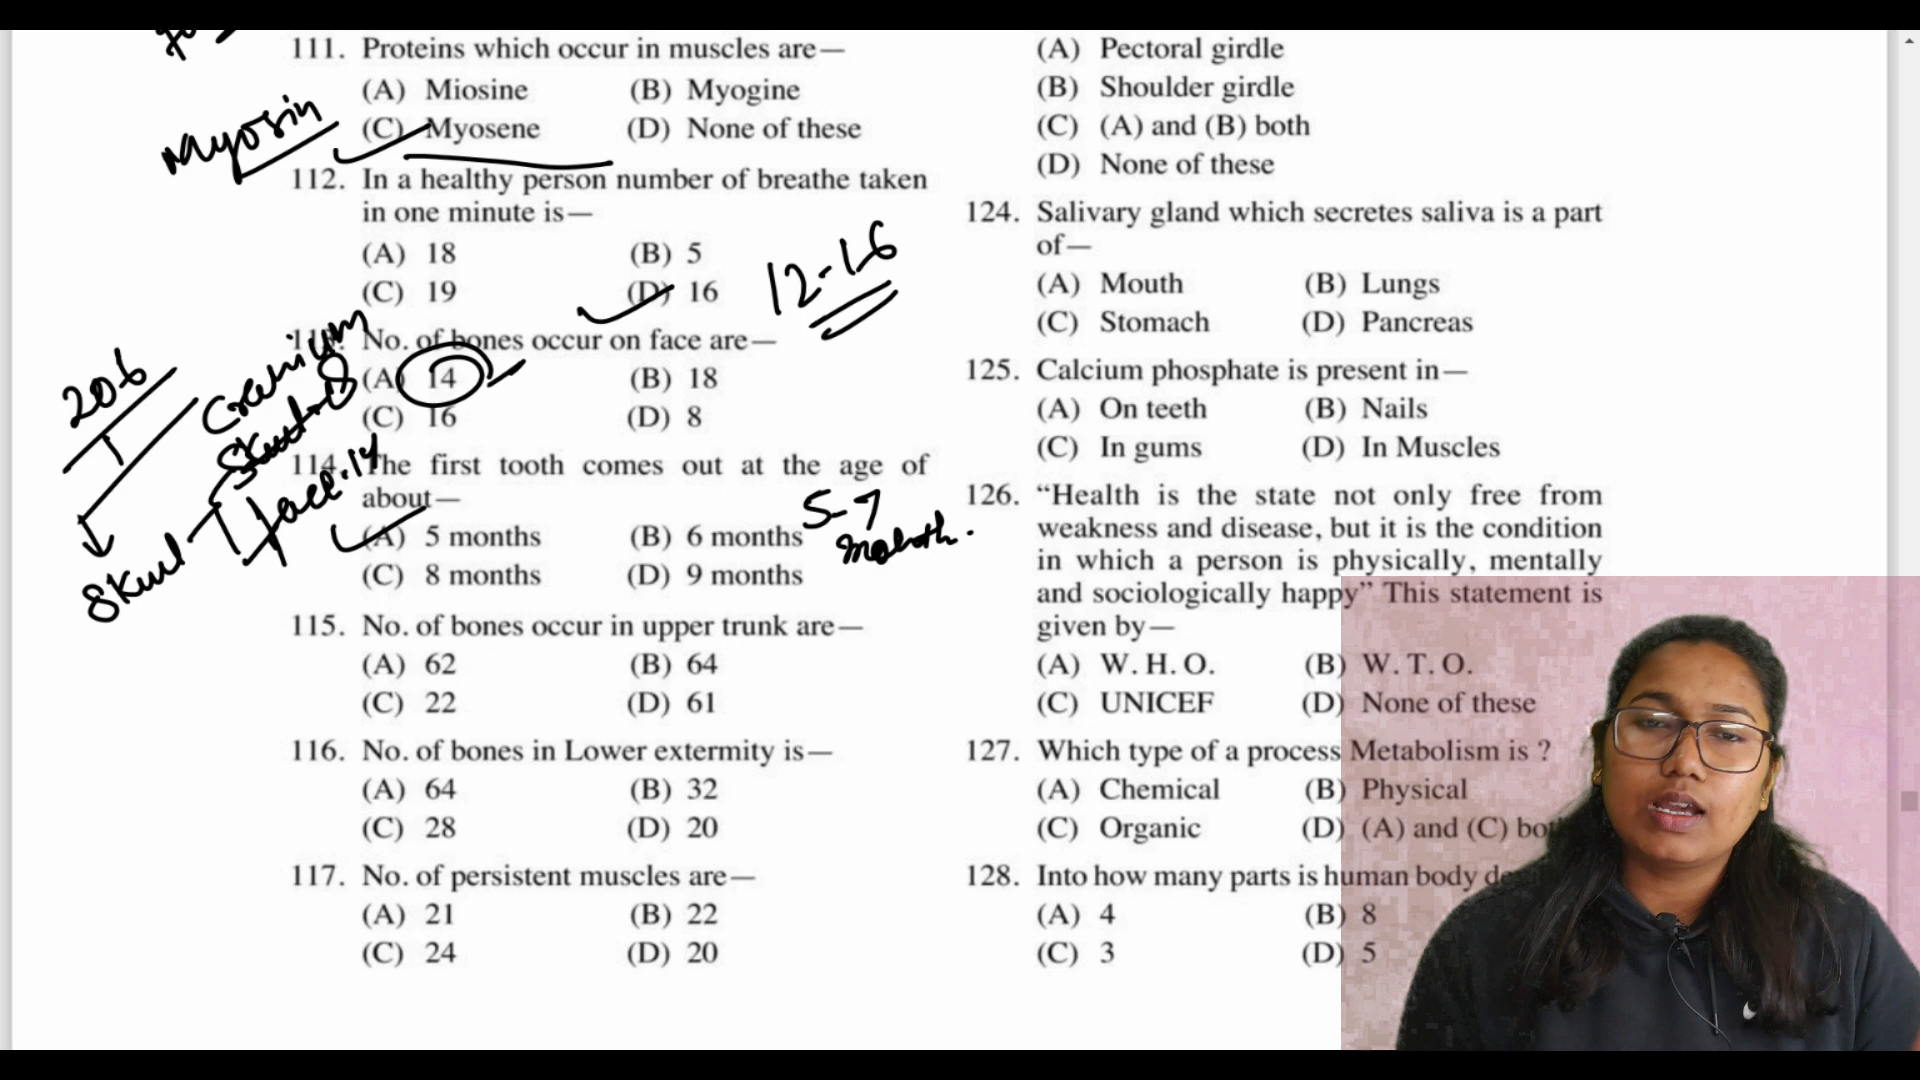 111. Proteins which occur in muscles are—
(A) Miosine (B) Myogine
(C) Myosene (D) None of these
Myosin
112. In a healthy person number of breathe taken
in one minute is—
(A) 18 (B) 5
(C) 19 (D) 16
12-16
113. No. of bones occur on face are—
(A) 14 (B) 18
(C) 16 (D) 8
206
Cranium
Skull-8
face-14
Skull
114. The first tooth comes out at the age of
about—
(A) 5 months (B) 6 months
(C) 8 months (D) 9 months
5-7
115. No. of bones occur in upper trunk are—
(A) 62 (B) 64
(C) 22 (D) 61
116. No. of bones in Lower extermity is—
(A) 64 (B) 32
(C) 28 (D) 20
117. No. of persistent muscles are—
(A) 21 (B) 22
(C) 24 (D) 20
(A) Pectoral girdle
(B) Shoulder girdle
(C) (A) and (B) both
(D) None of these
124. Salivary gland which secretes saliva is a part
of—
(A) Mouth (B) Lungs
(C) Stomach (D) Pancreas
125. Calcium phosphate is present in—
(A) On teeth (B) Nails
(C) In gums (D) In Muscles
126. “Health is the state not only free from
weakness and disease, but it is the condition
in which a person is physically, mentally
and sociologically happy” This statement is
given by—
(A) W. H. O. (B) W. T. O.
(C) UNICEF (D) None of these
127. Which type of a process Metabolism is ?
(A) Chemical (B) Physical
(C) Organic (D) (A) and (C)
128. Into how many parts is human body
(A) 4 (B) 8
(C) 3 (D) 5